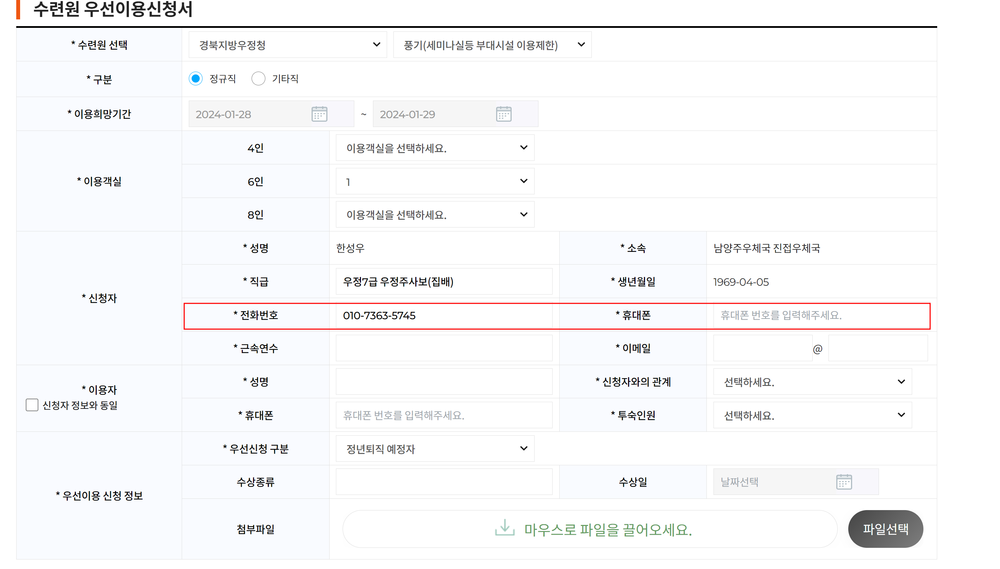 수련원 우선이용신청서
* 수련원 선택 경북지방우정청 풍기(세미나실등 부대시설 이용제한)
* 구분 정규직 기타직
* 이용희망기간 2024-01-28 ~ 2024-01-29
* 이용객실
4인 이용객실을 선택하세요.
6인 1
8인 이용객실을 선택하세요.
* 신청자
* 성명 한성우 * 소속 남양주우체국 진접우체국
* 직급 우정7급 우정주사보(집배) * 생년월일 1969-04-05
* 전화번호 010-7363-5745 * 휴대폰 휴대폰 번호를 입력해주세요.
* 근속연수 * 이메일 @
* 이용자
신청자 정보와 동일
* 성명 * 신청자와의 관계 선택하세요.
* 휴대폰 휴대폰 번호를 입력해주세요. * 투숙인원 선택하세요.
* 우선이용 신청 정보
* 우선신청 구분 정년퇴직 예정자
수상종류 수상일 날짜선택
첨부파일 마우스로 파일을 끌어오세요. 파일선택